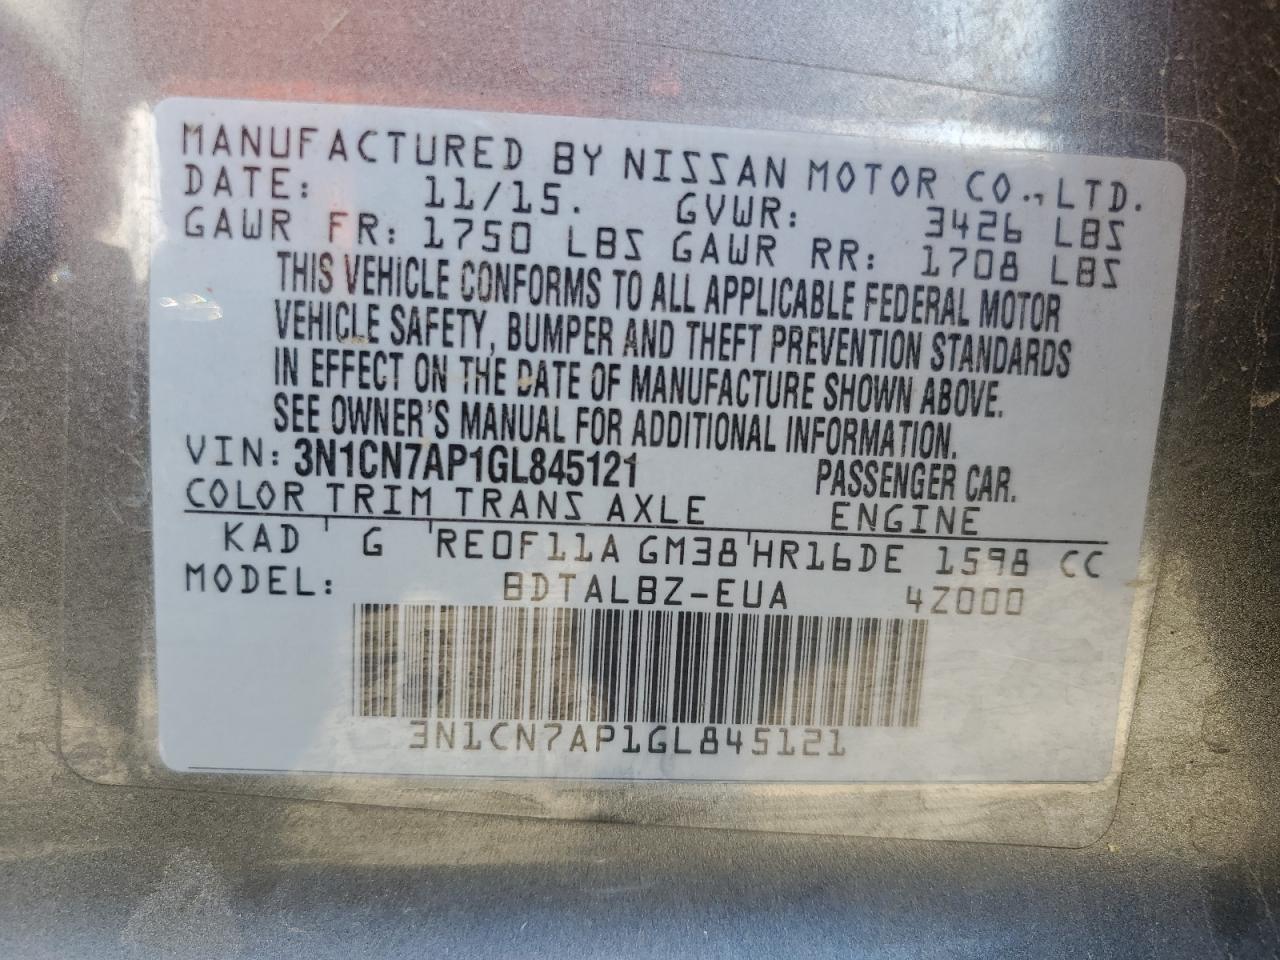 MANUFACTURED BY NISSAN MOTOR CO., LTD.
DATE: 11/15. GVWR: 3426 LBS
GAWR FR: 1750 LBS GAWR RR: 1708 LBS
THIS VEHICLE CONFORMS TO ALL APPLICABLE FEDERAL MOTOR
VEHICLE SAFETY, BUMPER AND THEFT PREVENTION STANDARDS
IN EFFECT ON THE DATE OF MANUFACTURE SHOWN ABOVE.
SEE OWNER'S MANUAL FOR ADDITIONAL INFORMATION.
VIN: 3N1CN7AP1GL845121 PASSENGER CAR.
COLOR TRIM TRANS AXLE ENGINE
KAD ' G 'RE0F11A GM38'HR16DE 1598 CC
MODEL: BDTALBZ-EUA 4Z000
3N1CN7AP1GL845121